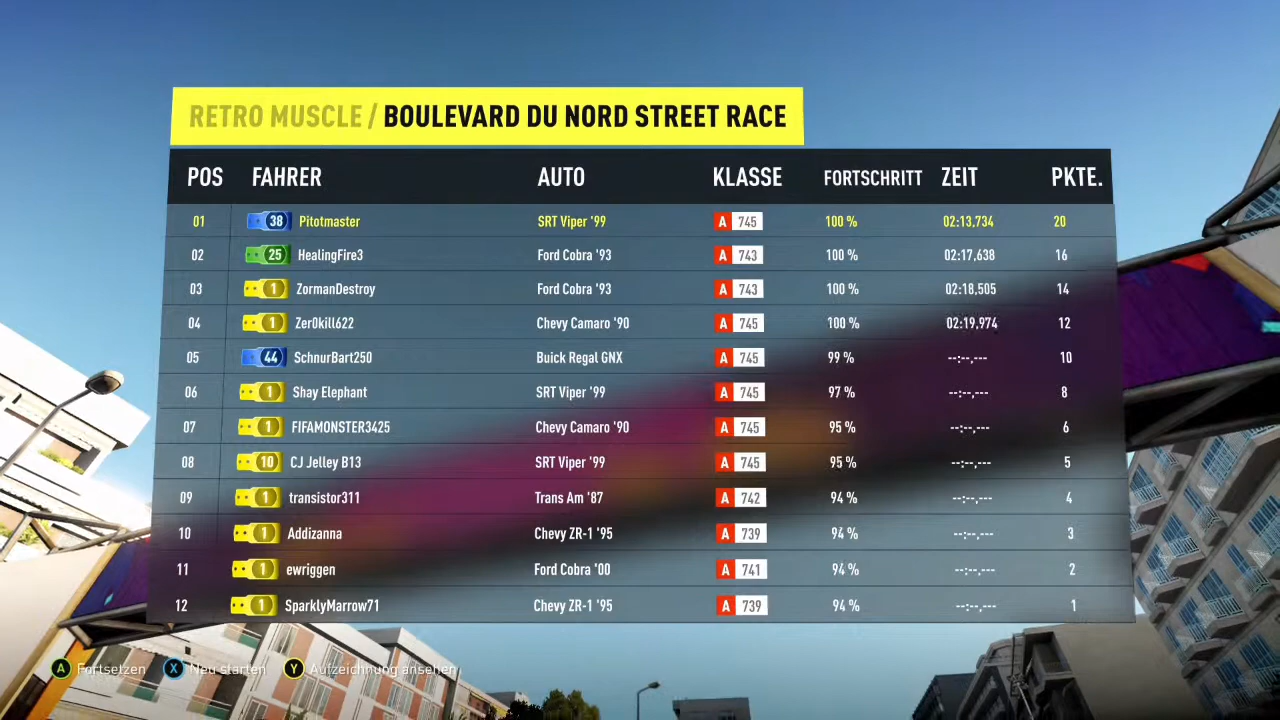 RETRO MUSCLE / BOULEVARD DU NORD STREET RACE
POS FAHRER AUTO KLASSE FORTSCHRITT ZEIT PKTE.
01 38 Pitotmaster SRT Viper '99 A 745 100 % 02:13,734 20
02 25 HealingFire3 Ford Cobra '93 A 743 100 % 02:17,638 16
03 1 ZormanDestroy Ford Cobra '93 A 743 100 % 02:18,505 14
04 1 Zer0kill622 Chevy Camaro '90 A 745 100 % 02:19,974 12
05 44 SchnurBart250 Buick Regal GNX A 745 99 % --:--,--- 10
06 1 Shay Elephant SRT Viper '99 A 745 97 % --:--,--- 8
07 1 FIFAMONSTER3425 Chevy Camaro '90 A 745 95 % --:--,--- 6
08 10 CJ Jelley B13 SRT Viper '99 A 745 95 % --:--,--- 5
09 1 transistor311 Trans Am '87 A 742 94 % --:--,--- 4
10 1 Addizanna Chevy ZR-1 '95 A 739 94 % --:--,--- 3
11 1 ewriggen Ford Cobra '00 A 741 94 % --:--,--- 2
12 1 SparklyMarrow71 Chevy ZR-1 '95 A 739 94 % --:--,--- 1
A Fortsetzen X Neu starten Y Aufzeichnung ansehen